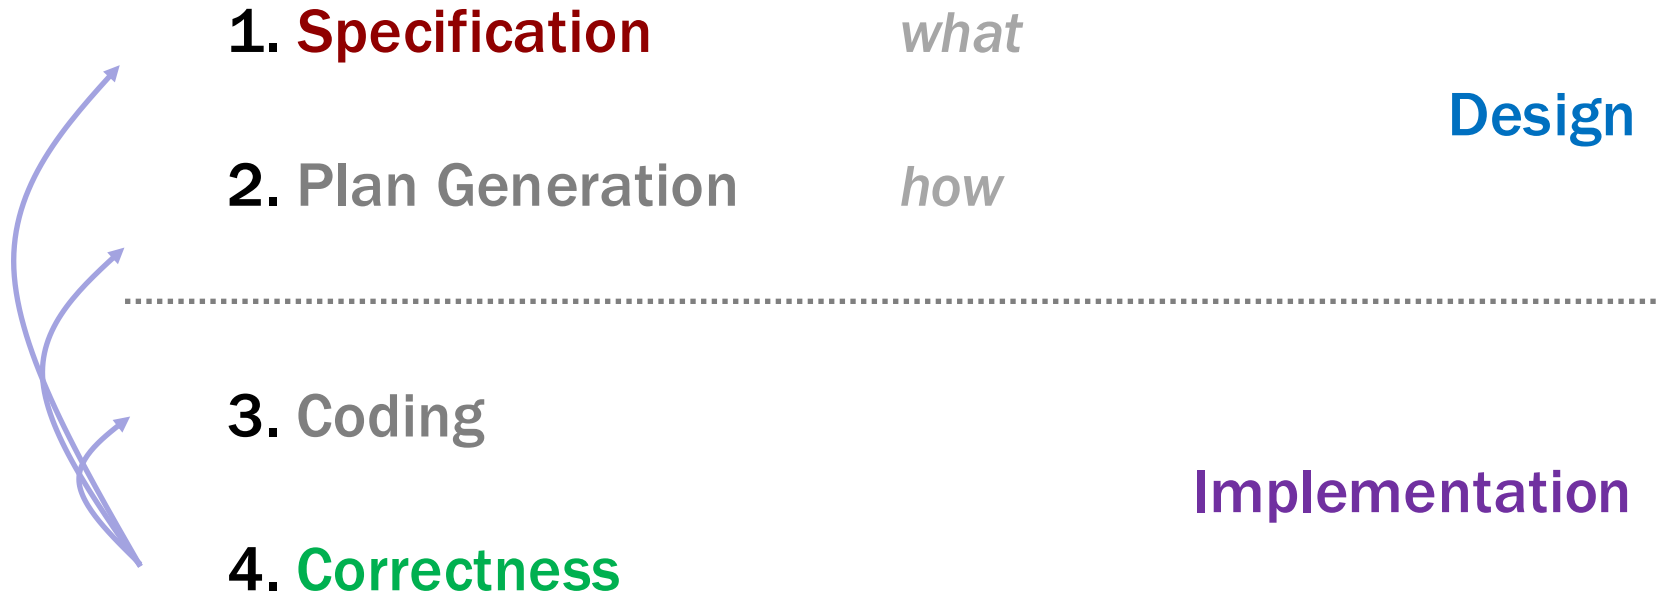 1. Specification what
Design
2. Plan Generation how
3. Coding
Implementation
4. Correctness